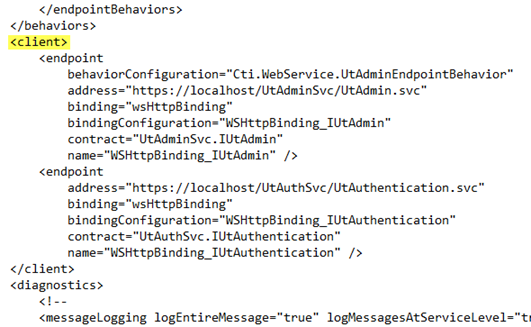 </endpointBehaviors>
</behaviors>
<client>
<endpoint
behaviorConfiguration="Cti.WebService.UtAdminEndpointBehavior"
address="https://localhost/UtAdminSvc/UtAdmin.svc"
binding="wsHttpBinding"
bindingConfiguration="WSHttpBinding_IUtAdmin"
contract="UtAdminSvc.IUtAdmin"
name="WSHttpBinding_IUtAdmin" />
<endpoint
address="https://localhost/UtAuthSvc/UtAuthentication.svc"
binding="wsHttpBinding"
bindingConfiguration="WSHttpBinding_IUtAuthentication"
contract="UtAuthSvc.IUtAuthentication"
name="WSHttpBinding_IUtAuthentication" />
</client>
<diagnostics>
<!--
<messageLogging logEntireMessage="true" logMessagesAtServiceLevel=